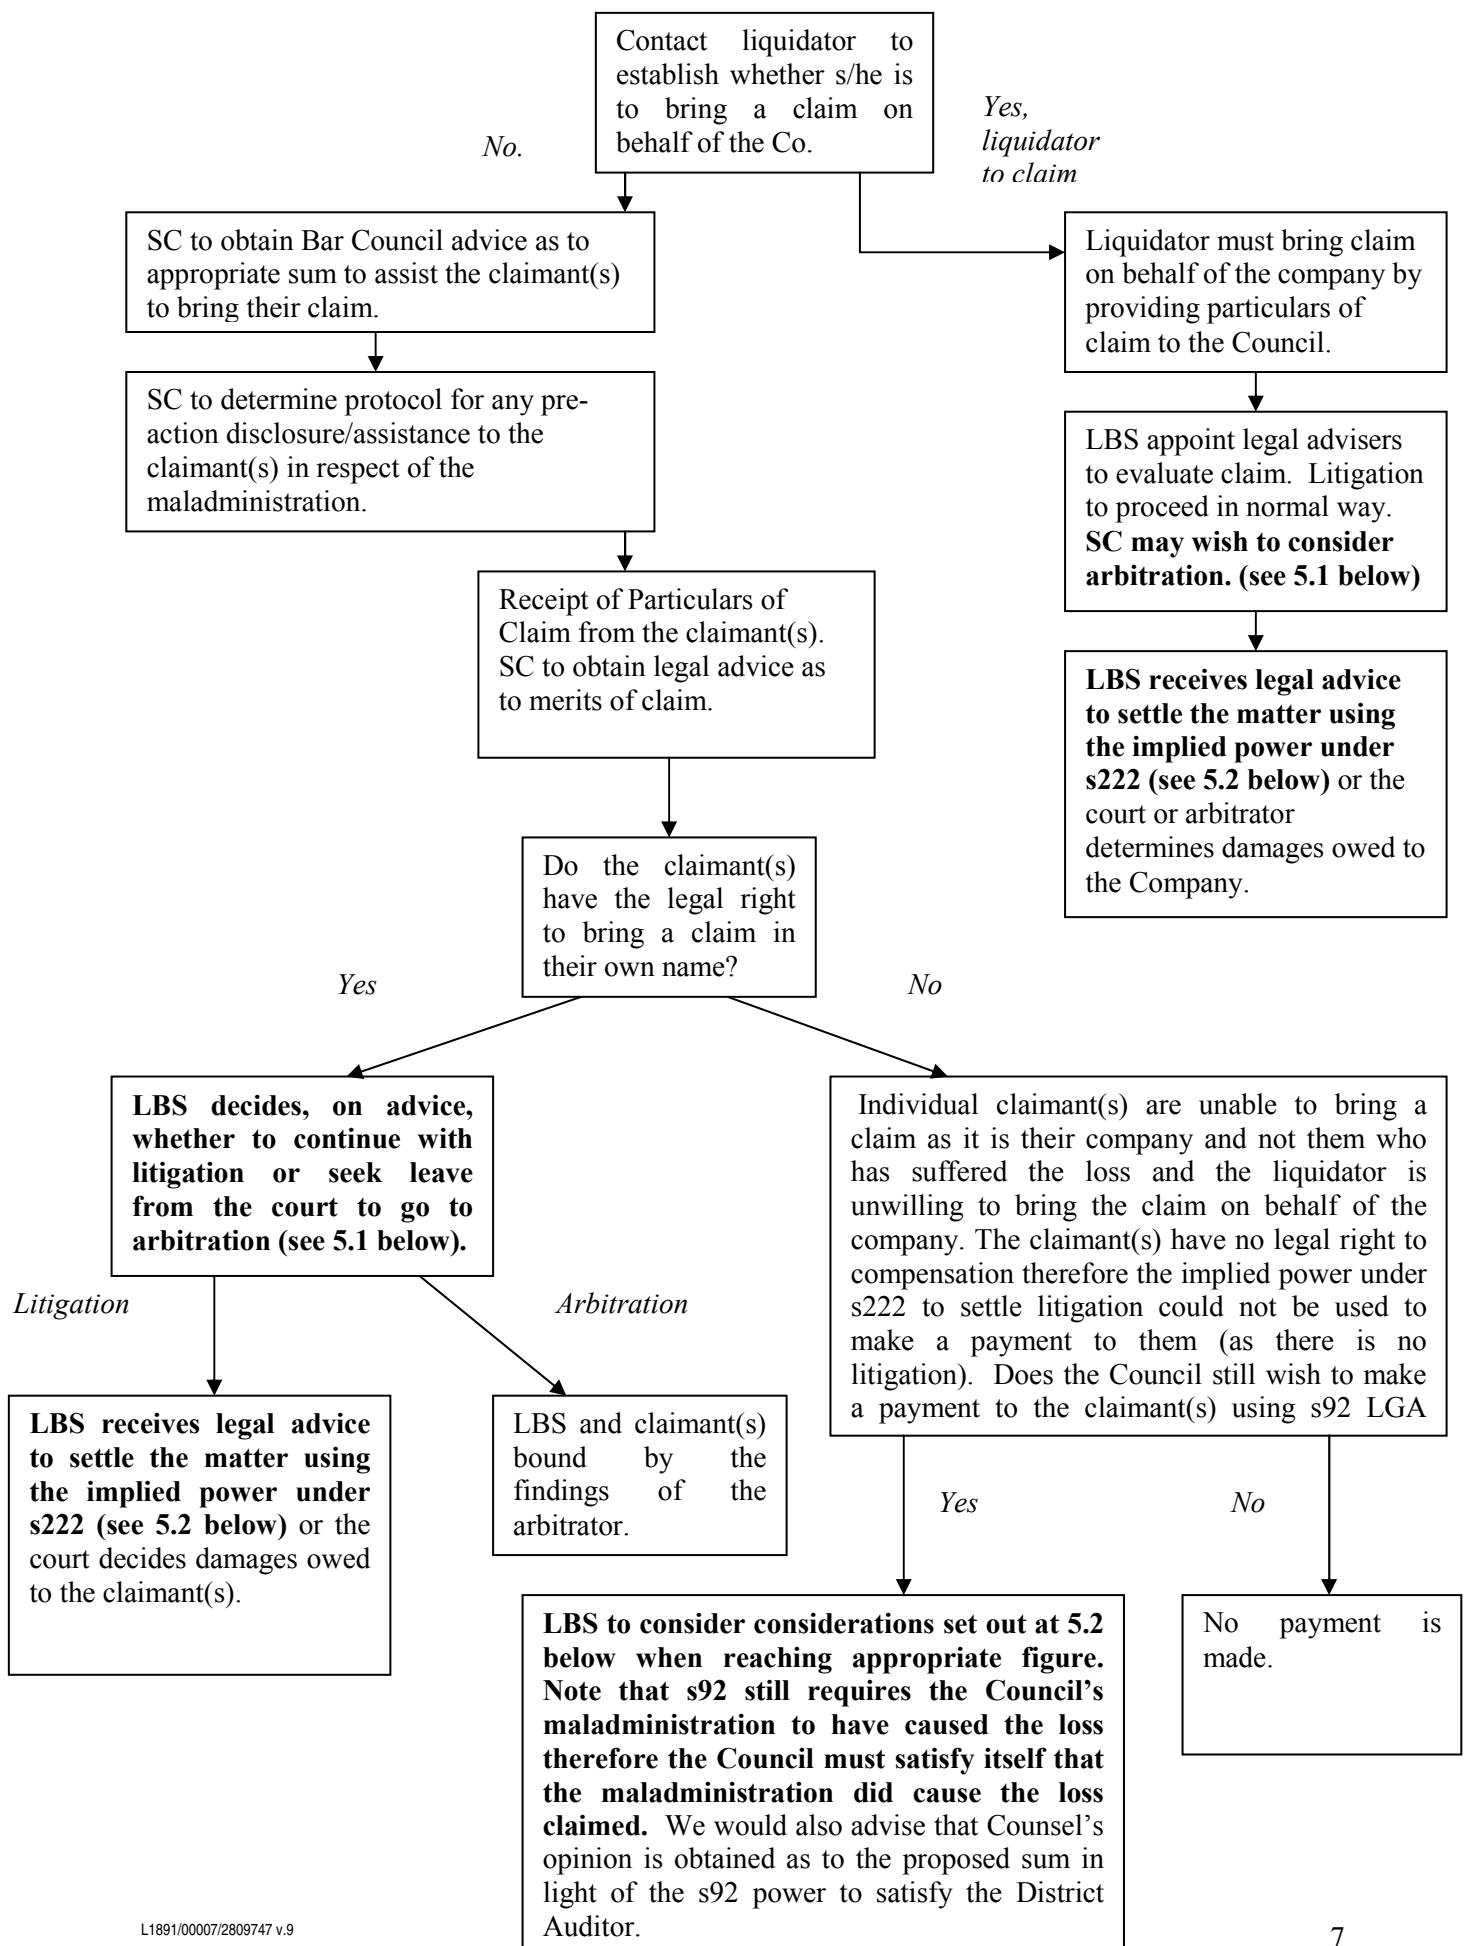 Contact liquidator to
establish whether s/he is
to bring a claim on
behalf of the Co.
No.
Yes,
liquidator
to claim
SC to obtain Bar Council advice as to
appropriate sum to assist the claimant(s)
to bring their claim.
Liquidator must bring claim
on behalf of the company by
providing particulars of
claim to the Council.
SC to determine protocol for any pre-
action disclosure/assistance to the
claimant(s) in respect of the
maladministration.
LBS appoint legal advisers
to evaluate claim. Litigation
to proceed in normal way.
SC may wish to consider
arbitration. (see 5.1 below)
Receipt of Particulars of
Claim from the claimant(s).
SC to obtain legal advice as
to merits of claim.
LBS receives legal advice
to settle the matter using
the implied power under
s222 (see 5.2 below) or the
court or arbitrator
determines damages owed to
the Company.
Do the claimant(s)
have the legal right
to bring a claim in
their own name?
Yes
No
LBS decides, on advice,
whether to continue with
litigation or seek leave
from the court to go to
arbitration (see 5.1 below).
Individual claimant(s) are unable to bring a
claim as it is their company and not them who
has suffered the loss and the liquidator is
unwilling to bring the claim on behalf of the
company. The claimant(s) have no legal right to
compensation therefore the implied power under
s222 to settle litigation could not be used to
make a payment to them (as there is no
litigation). Does the Council still wish to make
a payment to the claimant(s) using s92 LGA
Litigation
Arbitration
LBS receives legal advice
to settle the matter using
the implied power under
s222 (see 5.2 below) or the
court decides damages owed
to the claimant(s).
LBS and claimant(s)
bound by the
findings of the
arbitrator.
Yes
No
LBS to consider considerations set out at 5.2
below when reaching appropriate figure.
Note that s92 still requires the Council's
maladministration to have caused the loss
therefore the Council must satisfy itself that
the maladministration did cause the loss
claimed. We would also advise that Counsel's
opinion is obtained as to the proposed sum in
light of the s92 power to satisfy the District
Auditor.
No payment is
made.
L1891/00007/2809747 v.9
7